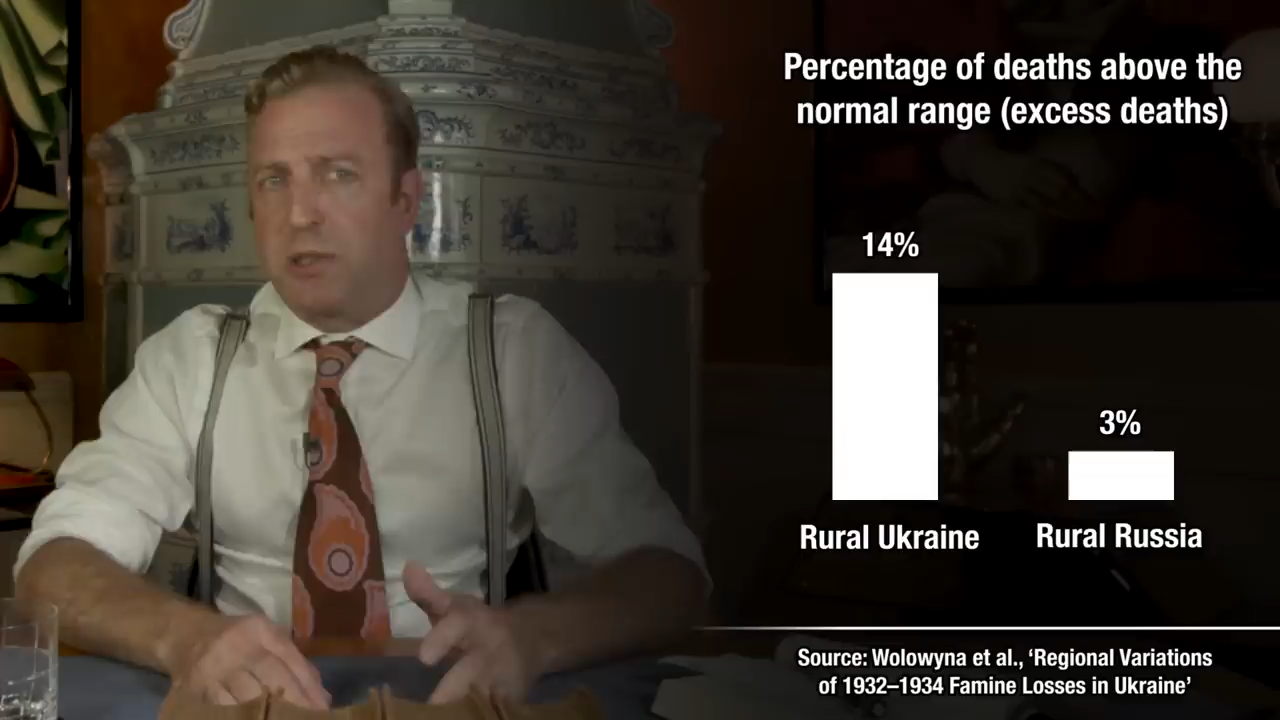 Percentage of deaths above the
normal range (excess deaths)
14%
3%
Rural Ukraine
Rural Russia
Source: Wolowyna et al., ‘Regional Variations
of 1932–1934 Famine Losses in Ukraine’